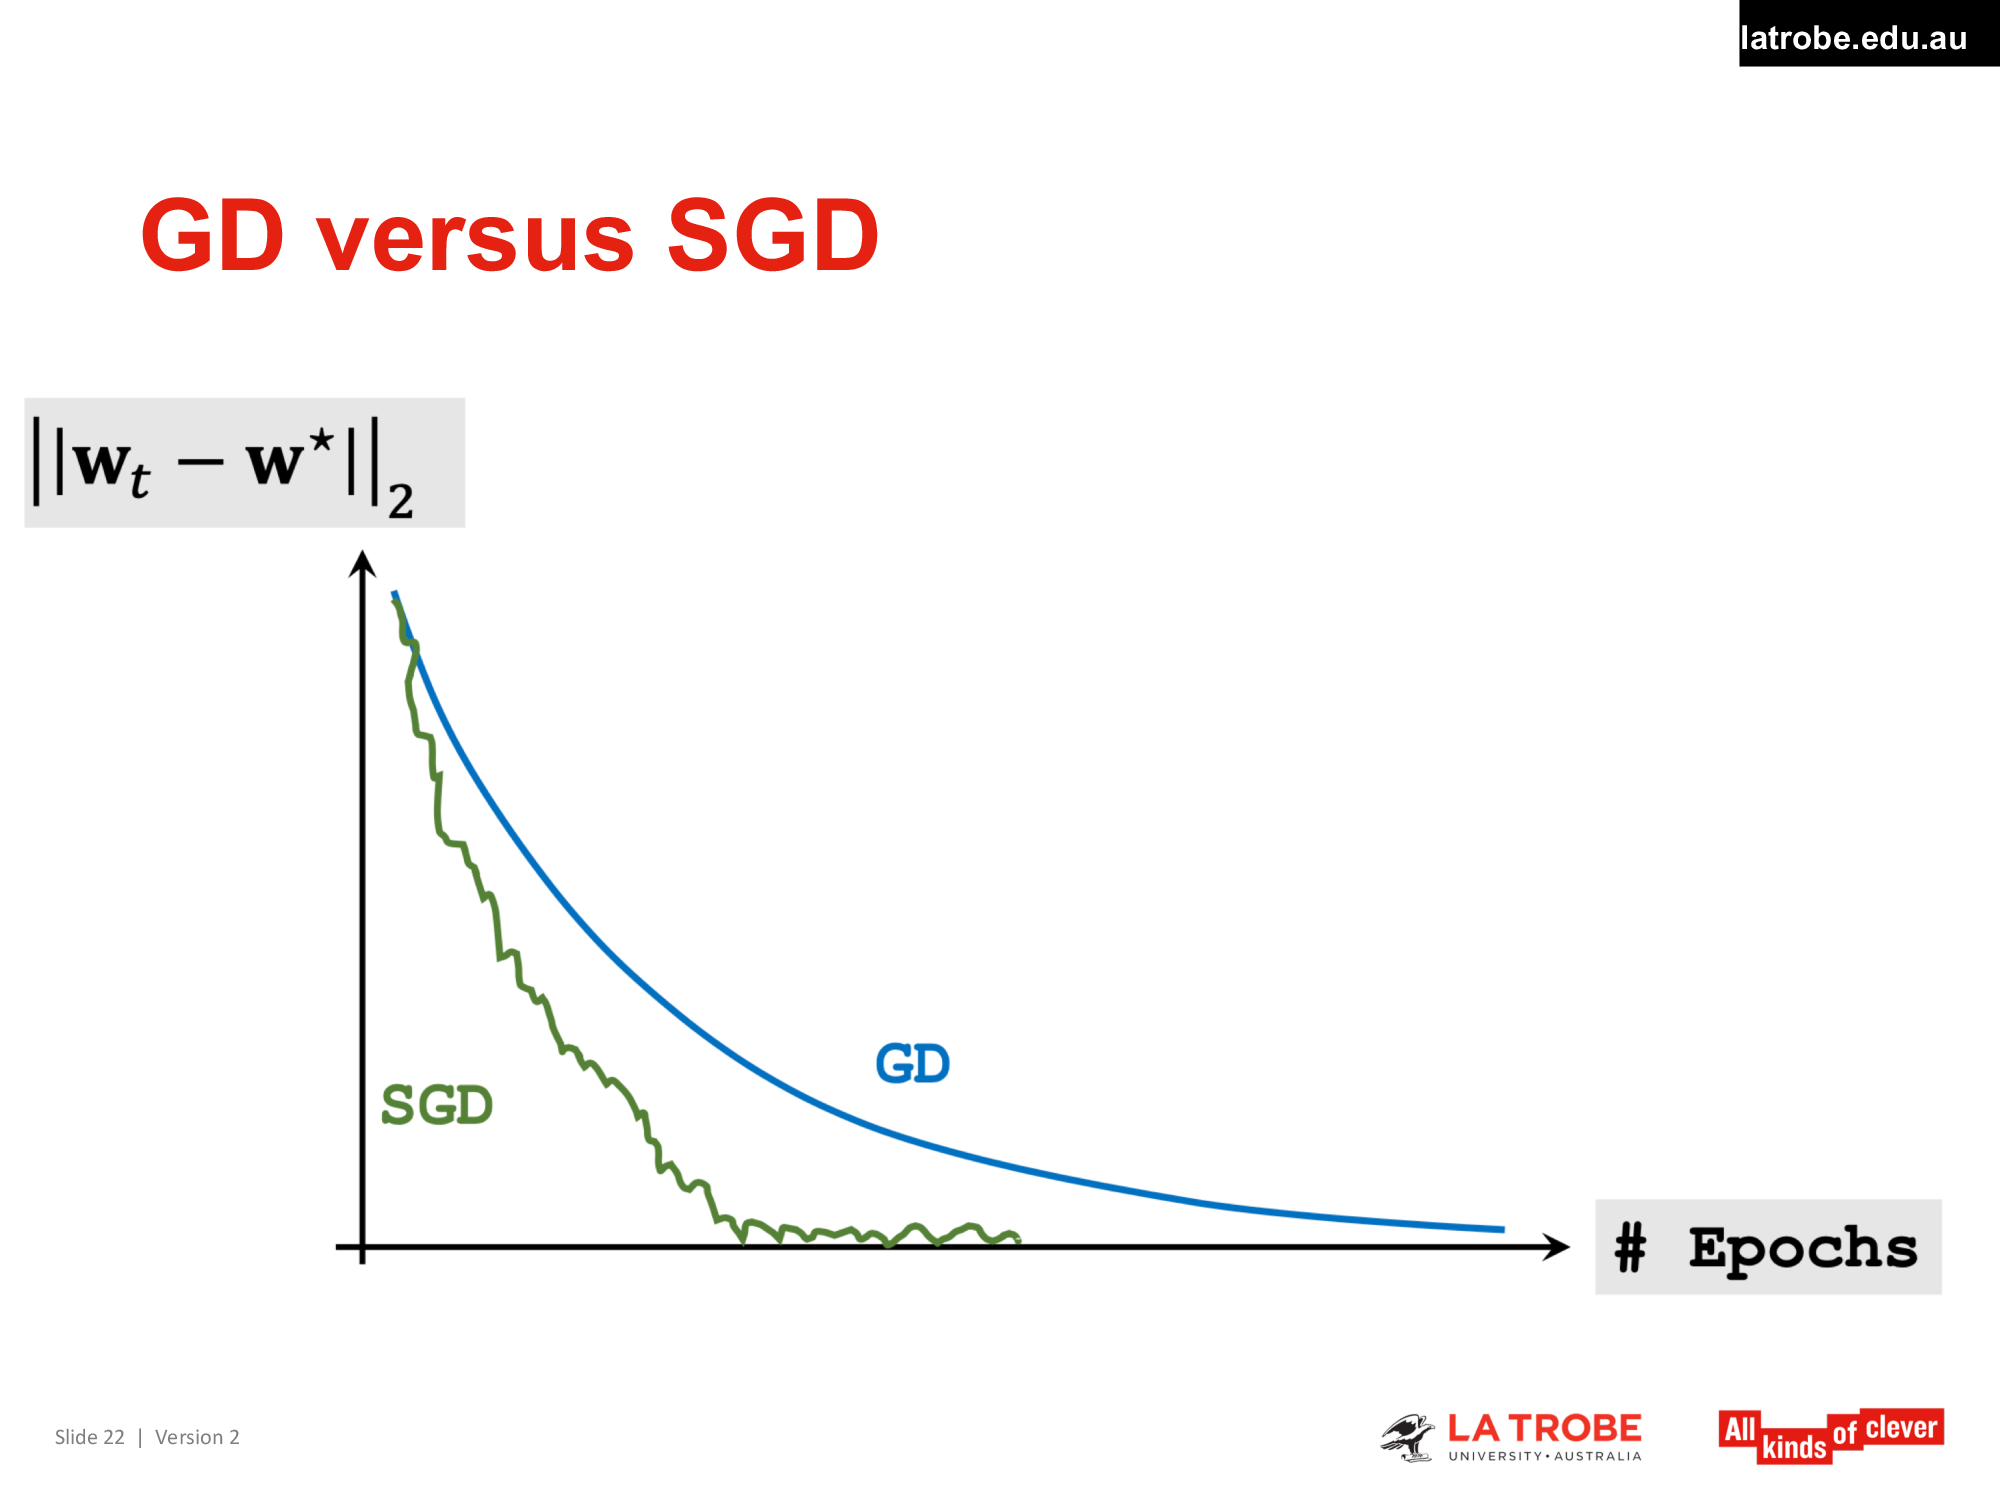 latrobe.edu.au
GD versus SGD
||w_t − w*||_2
GD
SGD
# Epochs
Slide 22 | Version 2
LA TROBE
UNIVERSITY • AUSTRALIA
All kinds of clever